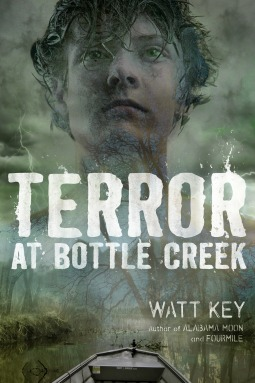 TERROR
AT BOTTLE CREEK
WATT KEY
Author of ALABAMA MOON
and FOURMILE